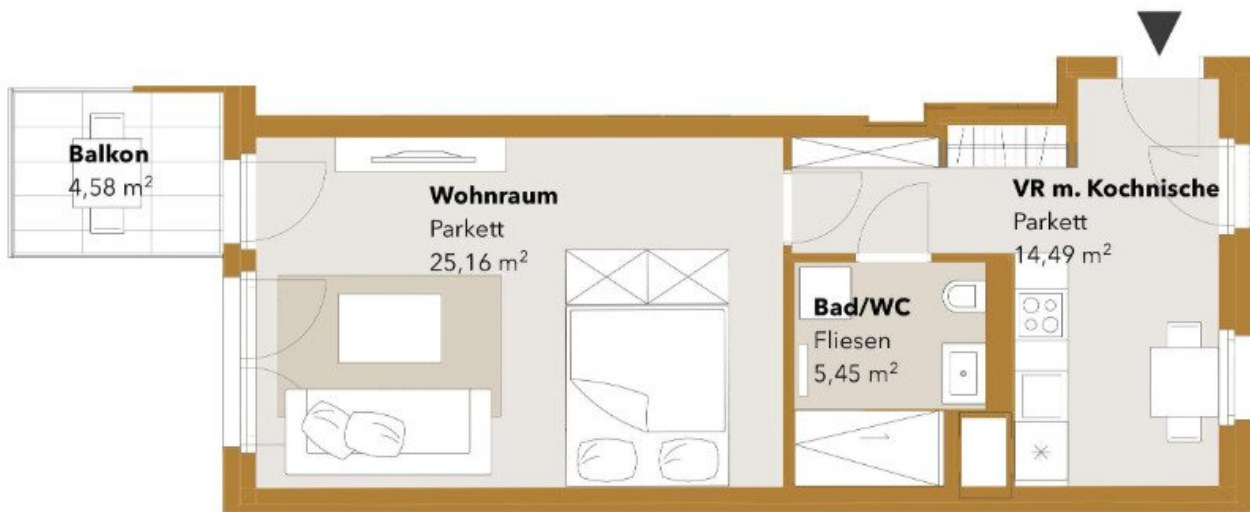 Balkon
4,58 m²
Wohnraum
Parkett
25,16 m²
VR m. Kochnische
Parkett
14,49 m²
Bad/WC
Fliesen
5,45 m²